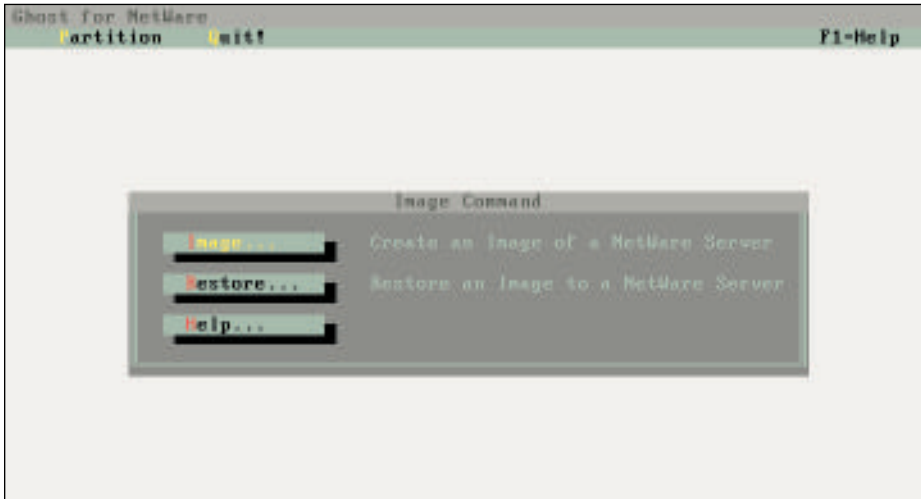 Ghost for NetWare
Partition Quit! F1-Help
Image Command
Image... Create an Image of a NetWare Server
Restore... Restore an Image to a NetWare Server
Help...